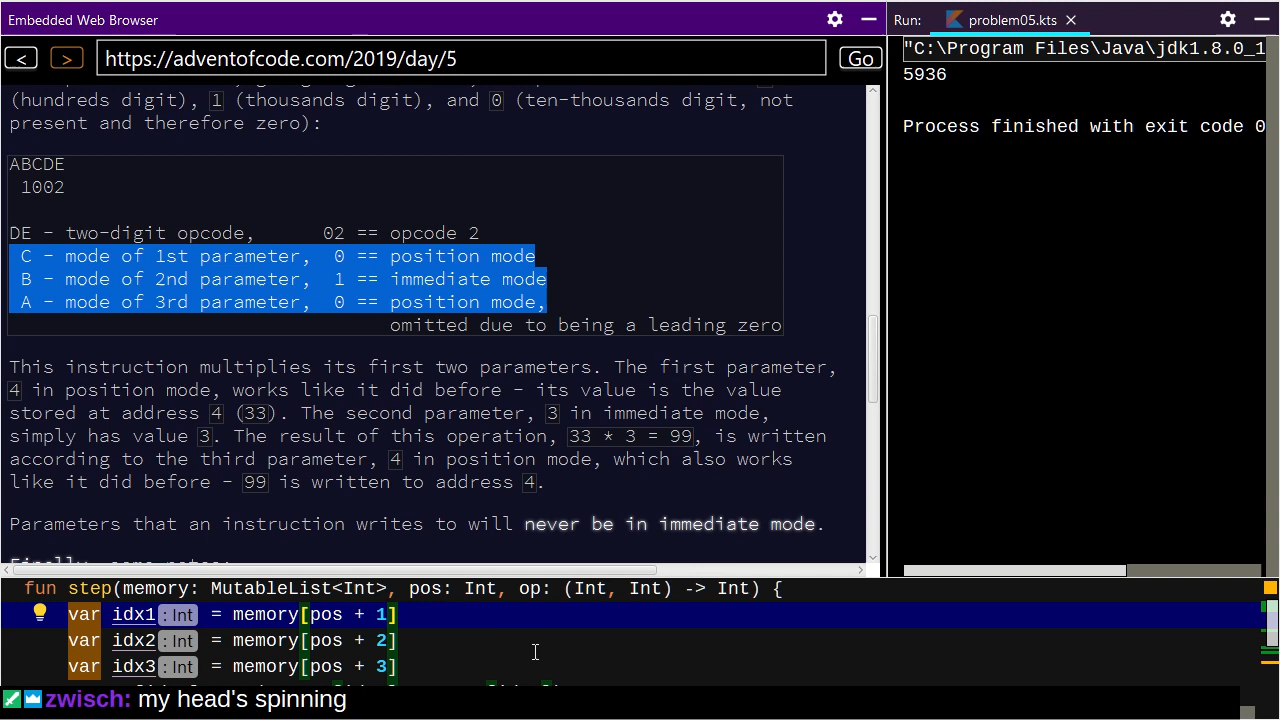 Embedded Web Browser
Run: problem05.kts
< > https://adventofcode.com/2019/day/5 Go
"C:\Program Files\Java\jdk1.8.0_1
5936
Process finished with exit code 0
(hundreds digit), 1 (thousands digit), and 0 (ten-thousands digit, not
present and therefore zero):
ABCDE
 1002
DE - two-digit opcode,      02 == opcode 2
 C - mode of 1st parameter,  0 == position mode
 B - mode of 2nd parameter,  1 == immediate mode
 A - mode of 3rd parameter,  0 == position mode,
omitted due to being a leading zero
This instruction multiplies its first two parameters. The first parameter,
4 in position mode, works like it did before - its value is the value
stored at address 4 (33). The second parameter, 3 in immediate mode,
simply has value 3. The result of this operation, 33 * 3 = 99, is written
according to the third parameter, 4 in position mode, which also works
like it did before - 99 is written to address 4.
Parameters that an instruction writes to will never be in immediate mode.
fun step(memory: MutableList<Int>, pos: Int, op: (Int, Int) -> Int) {
var idx1 : Int = memory[pos + 1]
var idx2 : Int = memory[pos + 2]
var idx3 : Int = memory[pos + 3]
zwisch: my head's spinning